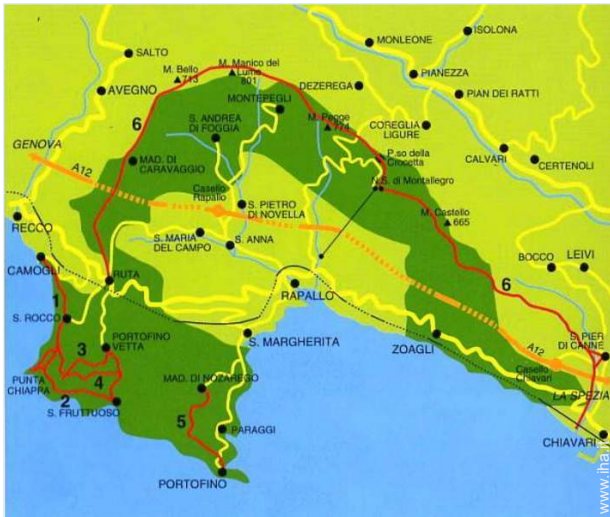 SALTO
MONLEONE
ISOLONA
AVEGNO
M. Bello
713
M. Manico del
Lume
801
DEZEREGA
PIANEZZA
PIAN DEI RATTI
MONTEPEGLI
6
S. ANDREA
DI FOGGIA
M. Pegge
774
COREGLIA
LIGURE
GENOVA
A12
MAD. DI
CARAVAGGIO
P.so della
Crocetta
CALVARI
CERTENOLI
Casello
Rapallo
N.S. di Montallegro
S. PIETRO
DI NOVELLA
M. Castello
665
RECCO
S. MARIA
DEL CAMPO
S. ANNA
BOCCO
LEIVI
CAMOGLI
RUTA
RAPALLO
6
1
S. ROCCO
PORTOFINO
VETTA
S. MARGHERITA
ZOAGLI
A12
S. PIER
DI CANNE
3
Casello
Chiavari
PUNTA
CHIAPPA
4
MAD. DI NOZAREGO
2
S. FRUTTUOSO
5
LA SPEZIA
PARAGGI
CHIAVARI
PORTOFINO